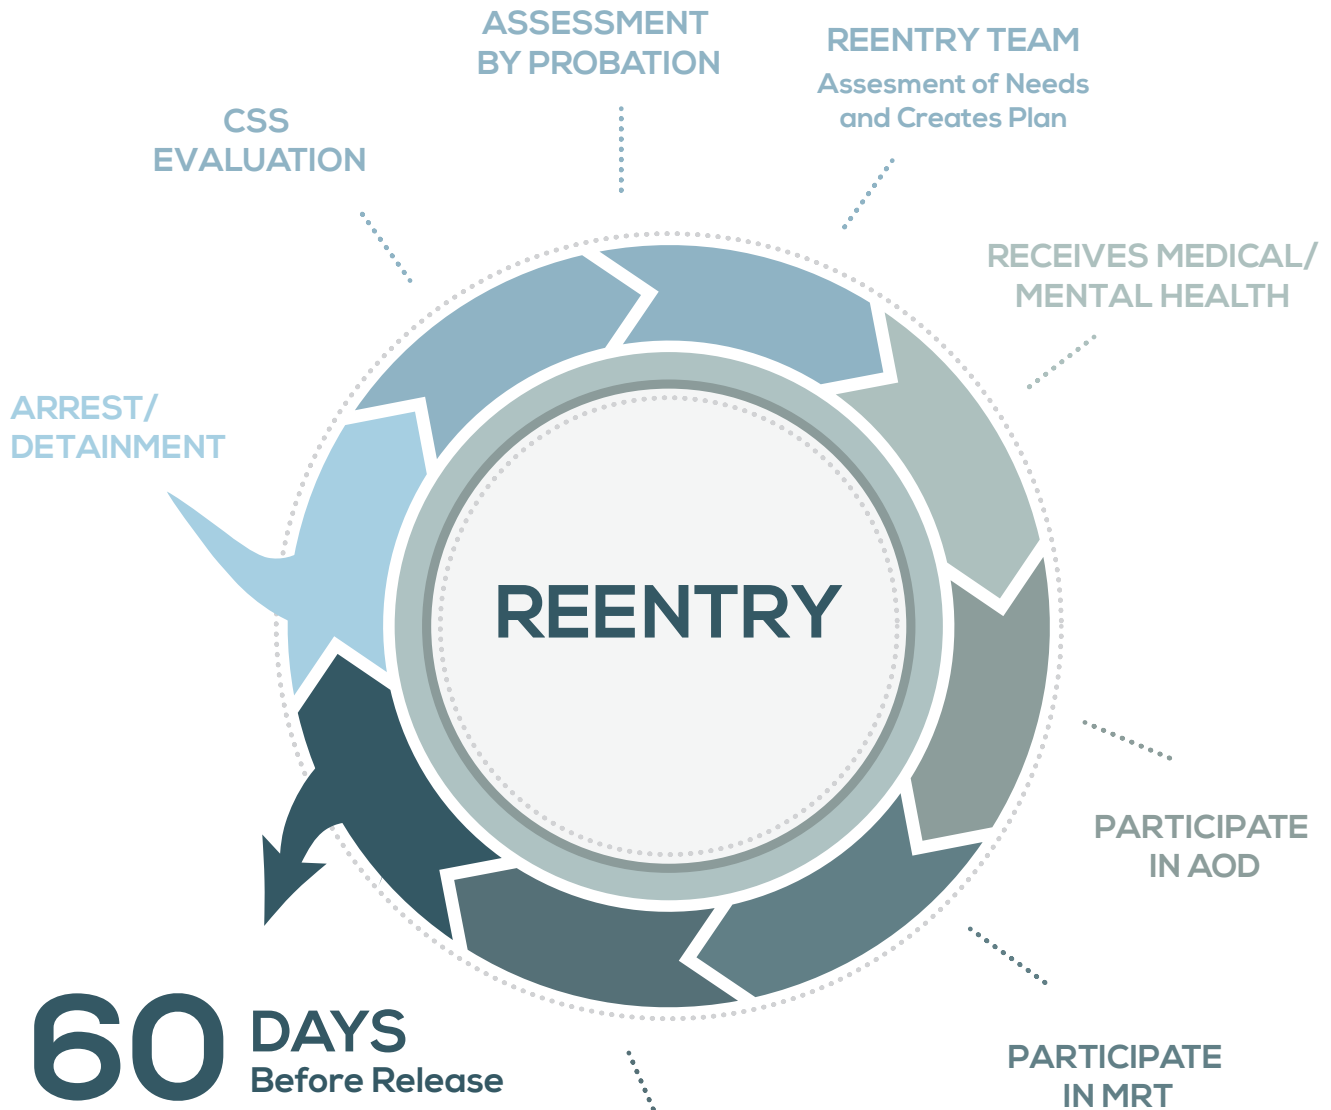 ASSESSMENT
BY PROBATION
REENTRY TEAM
Assesment of Needs
and Creates Plan
CSS
EVALUATION
RECEIVES MEDICAL/
MENTAL HEALTH
ARREST/
DETAINMENT
REENTRY
PARTICIPATE
IN AOD
PARTICIPATE
IN MRT
60 DAYS
Before Release